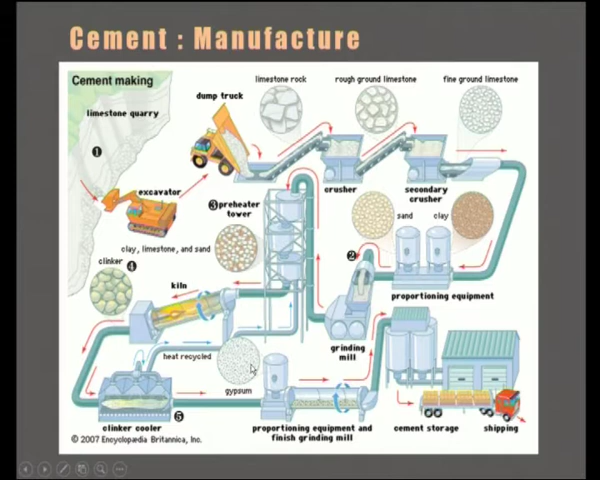 Cement : Manufacture
Cement making
limestone quarry
dump truck
limestone rock
rough ground limestone
fine ground limestone
1
excavator
crusher
secondary
crusher
3 preheater
tower
sand
clay
clay, limestone, and sand
2
proportioning equipment
clinker
4
kiln
grinding
mill
heat recycled
gypsum
clinker cooler
5
proportioning equipment and
finish grinding mill
cement storage
shipping
© 2007 Encyclopædia Britannica, Inc.